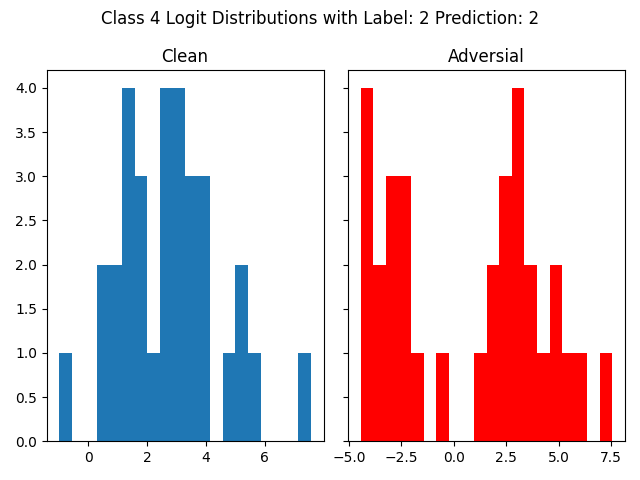 Class 4 Logit Distributions with Label: 2 Prediction: 2
Clean
Adversial
4.0
3.5
3.0
2.5
2.0
1.5
1.0
0.5
0.0
0 2 4 6
−5.0 −2.5 0.0 2.5 5.0 7.5